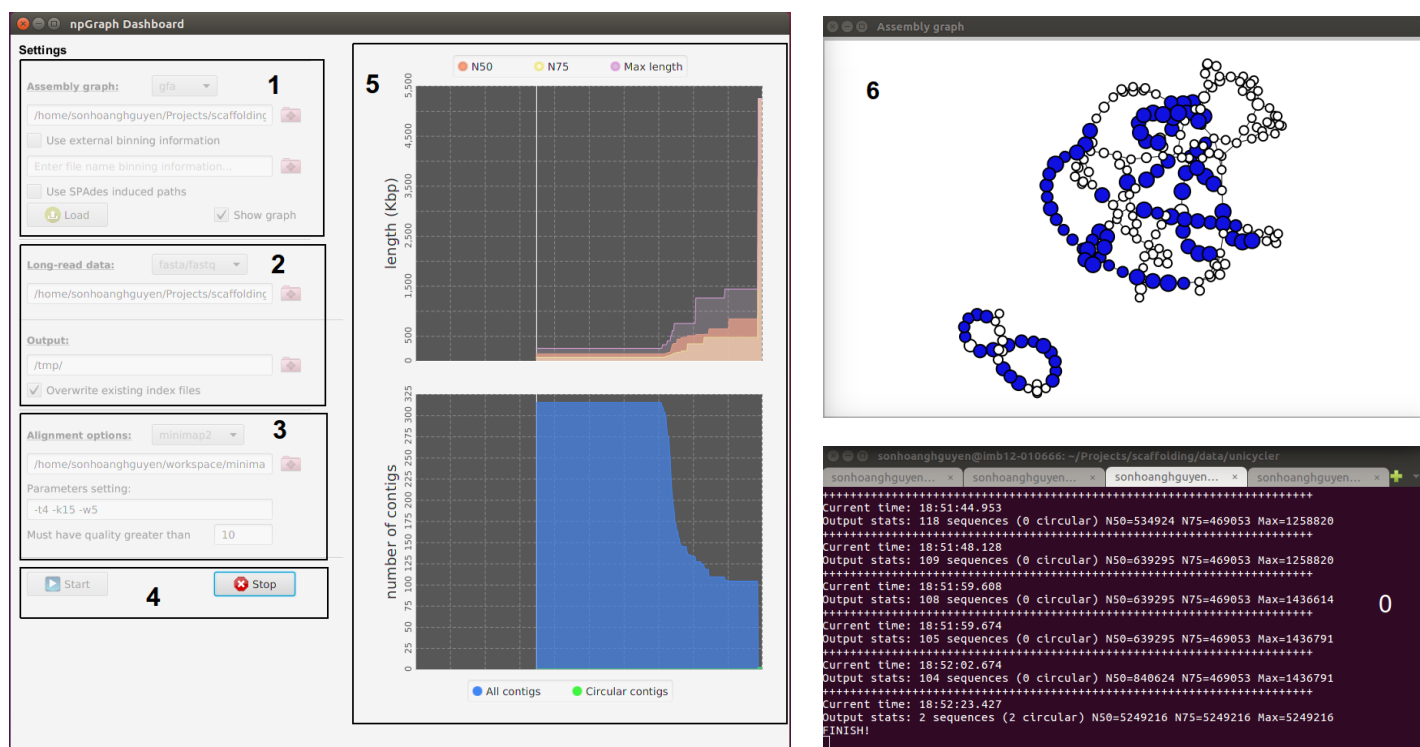 npGraph Dashboard
Settings
Assembly graph: gfa 1
/home/sonhoanghguyen/Projects/scaffolding
Use external binning information
Enter file name binning information...
Use SPAdes induced paths
Load Show graph
Long-read data: fasta/fastq 2
/home/sonhoanghguyen/Projects/scaffolding
Output:
/tmp/
Overwrite existing index files
Alignment options: minimap2 3
/home/sonhoanghguyen/workspace/minima
Parameters setting:
-t4 -k15 -w5
Must have quality greater than 10
Start 4 Stop
5
N50 N75 Max length
length (Kbp)
5,500
4,500
3,500
2,500
1,500
500
0
number of contigs
325
300
275
250
225
200
175
150
125
100
75
50
25
0
All contigs Circular contigs
Assembly graph
6
sonhoanghguyen@imb12-010666: ~/Projects/scaffolding/data/unicycler
sonhoanghguyen... × sonhoanghguyen... × sonhoanghguyen... × sonhoanghguyen... ×
+++++++++++++++++++++++++++++++++++++++++++++++++++++++++++++++++++++++
Current time: 18:51:44.953
Output stats: 118 sequences (0 circular) N50=534924 N75=469053 Max=1258820
+++++++++++++++++++++++++++++++++++++++++++++++++++++++++++++++++++++++
Current time: 18:51:48.128
Output stats: 109 sequences (0 circular) N50=639295 N75=469053 Max=1258820
+++++++++++++++++++++++++++++++++++++++++++++++++++++++++++++++++++++++
Current time: 18:51:59.608
Output stats: 108 sequences (0 circular) N50=639295 N75=469053 Max=1436614
+++++++++++++++++++++++++++++++++++++++++++++++++++++++++++++++++++++++
Current time: 18:51:59.674
Output stats: 105 sequences (0 circular) N50=639295 N75=469053 Max=1436791
+++++++++++++++++++++++++++++++++++++++++++++++++++++++++++++++++++++++
Current time: 18:52:02.674
Output stats: 104 sequences (0 circular) N50=840624 N75=469053 Max=1436791
+++++++++++++++++++++++++++++++++++++++++++++++++++++++++++++++++++++++
Current time: 18:52:23.427
Output stats: 2 sequences (2 circular) N50=5249216 N75=5249216 Max=5249216
FINISH!
0